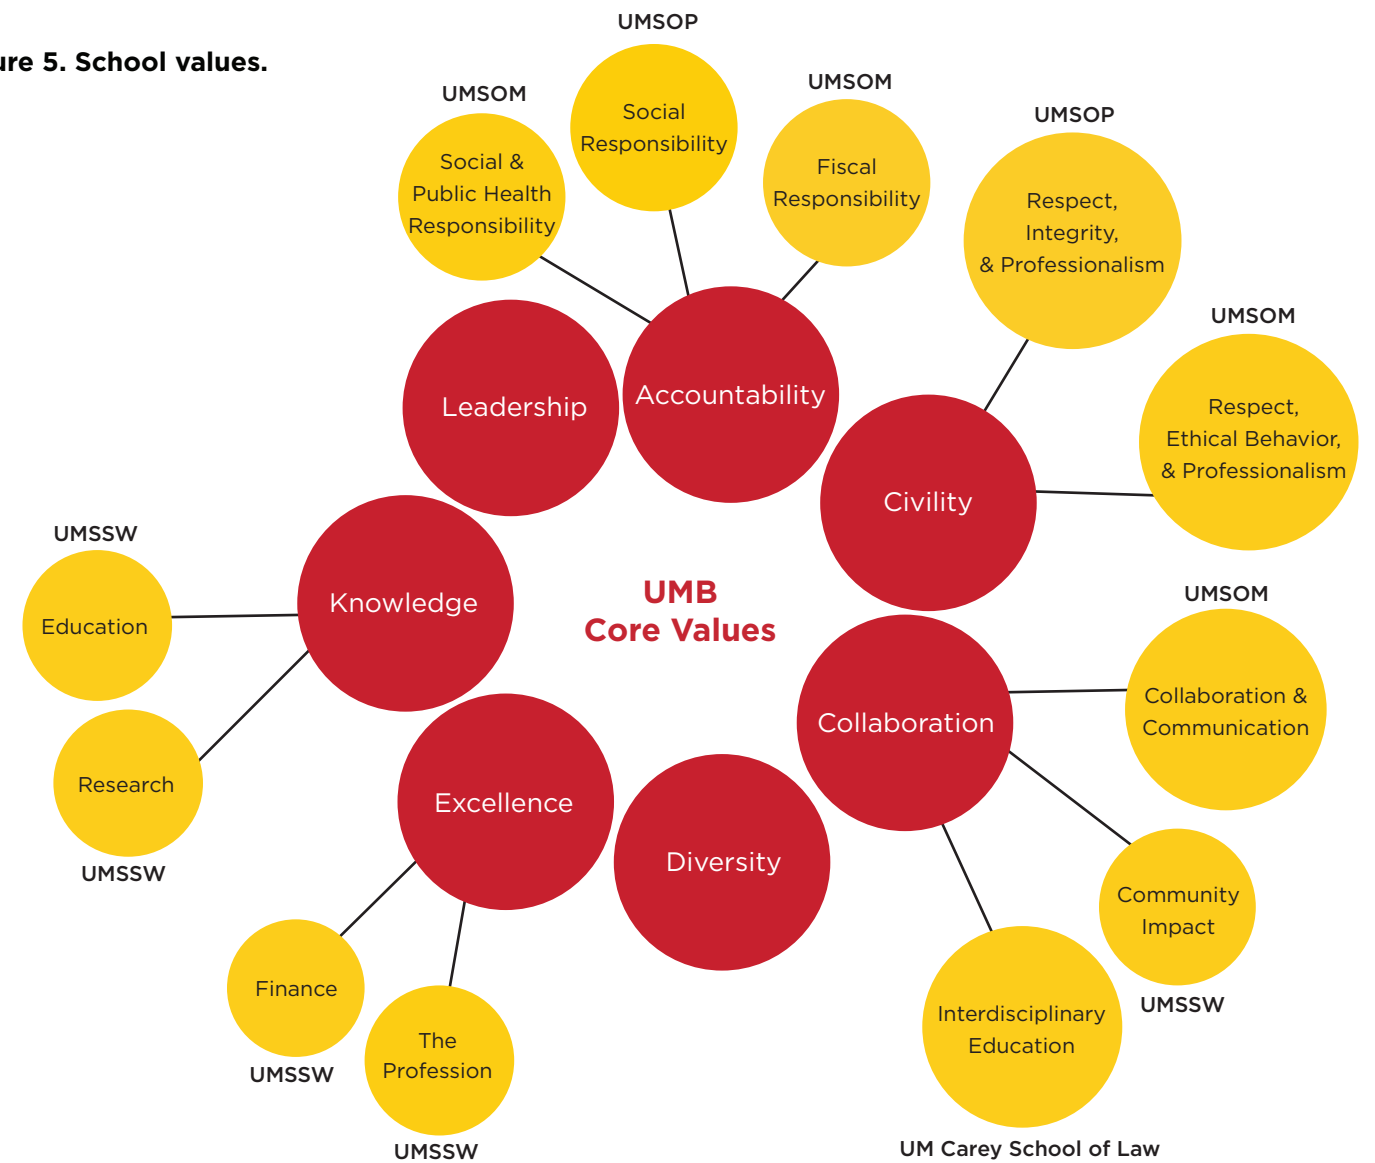 ure 5. School values.
UMSOP
Social
Responsibility
UMSOM
Social &
Public Health
Responsibility
UMSOM
Fiscal
Responsibility
UMSOP
Respect,
Integrity,
& Professionalism
UMSOM
Respect,
Ethical Behavior,
& Professionalism
Leadership
Accountability
Civility
UMSSW
Education
Knowledge
UMB
Core Values
UMSOM
Collaboration &
Communication
Collaboration
Research
UMSSW
Excellence
Diversity
Community
Impact
UMSSW
Finance
UMSSW
The
Profession
UMSSW
Interdisciplinary
Education
UM Carey School of Law